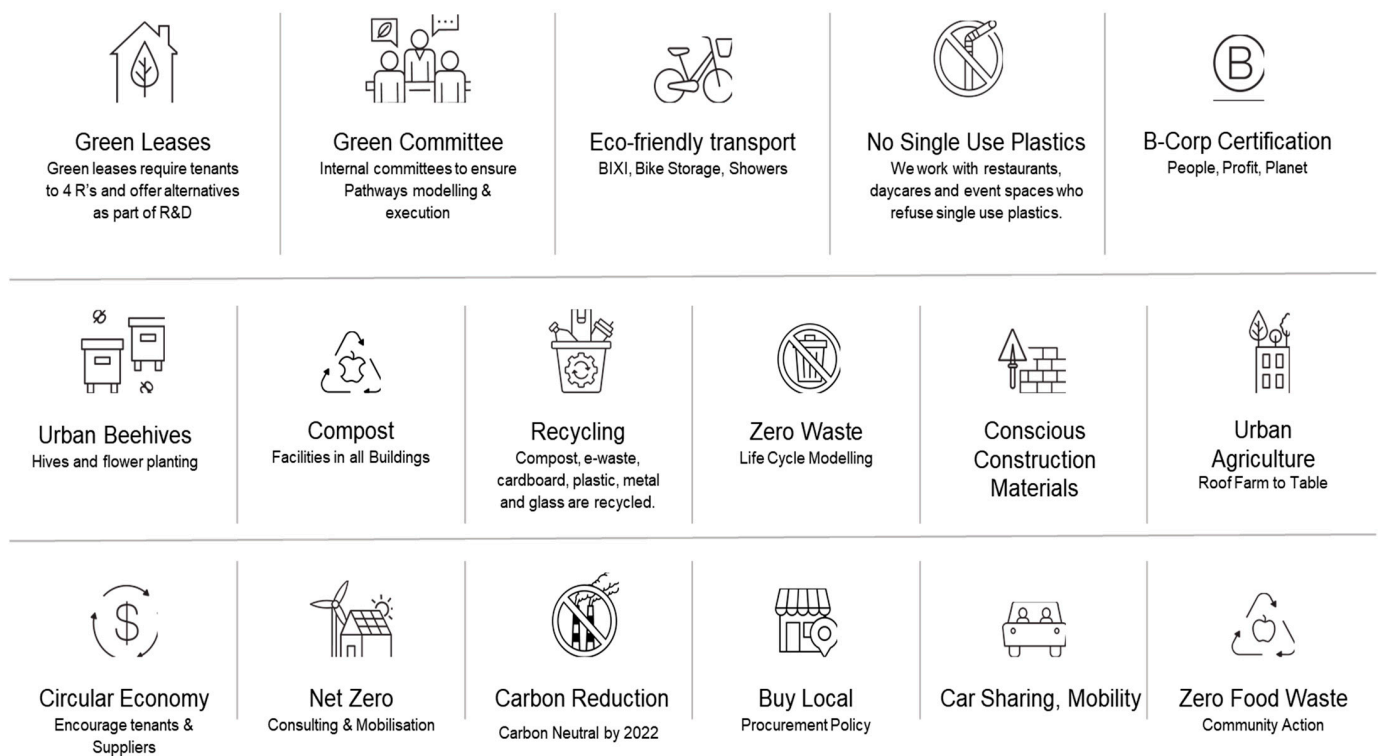 B
Green Leases
Green leases require tenants
to 4 R's and offer alternatives
as part of R&D
Green Committee
Internal committees to ensure
Pathways modelling &
execution
Eco-friendly transport
BIXI, Bike Storage, Showers
No Single Use Plastics
We work with restaurants,
daycares and event spaces who
refuse single use plastics.
B-Corp Certification
People, Profit, Planet
Urban Beehives
Hives and flower planting
Compost
Facilities in all Buildings
Recycling
Compost, e-waste,
cardboard, plastic, metal
and glass are recycled.
Zero Waste
Life Cycle Modelling
Conscious
Construction
Materials
Urban
Agriculture
Roof Farm to Table
$
Circular Economy
Encourage tenants &
Suppliers
Net Zero
Consulting & Mobilisation
Carbon Reduction
Carbon Neutral by 2022
Buy Local
Procurement Policy
Car Sharing, Mobility
Zero Food Waste
Community Action